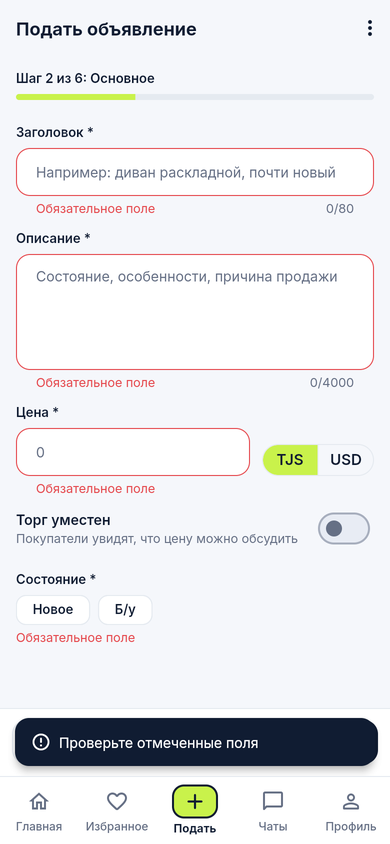 Подать объявление
Шаг 2 из 6: Основное
Заголовок *
Например: диван раскладной, почти новый
Обязательное поле 0/80
Описание *
Состояние, особенности, причина продажи
Обязательное поле 0/4000
Цена *
0 TJS USD
Обязательное поле
Торг уместен
Покупатели увидят, что цену можно обсудить
Состояние *
Новое Б/у
Обязательное поле
Проверьте отмеченные поля
Главная Избранное Подать Чаты Профиль